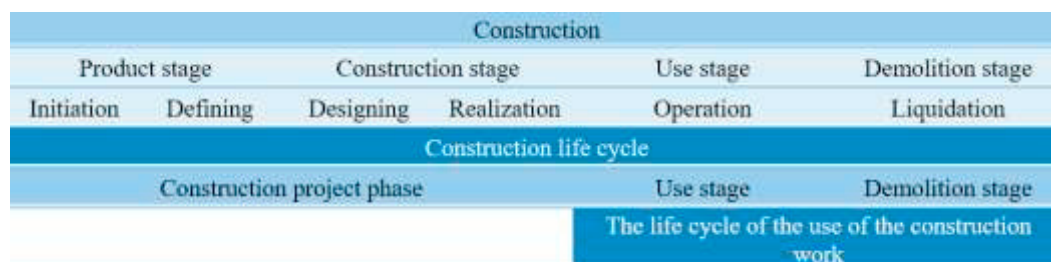 Construction
Product stage Construction stage Use stage Demolition stage
Initiation Defining Designing Realization Operation Liquidation
Construction life cycle
Construction project phase Use stage Demolition stage
The life cycle of the use of the construction
work